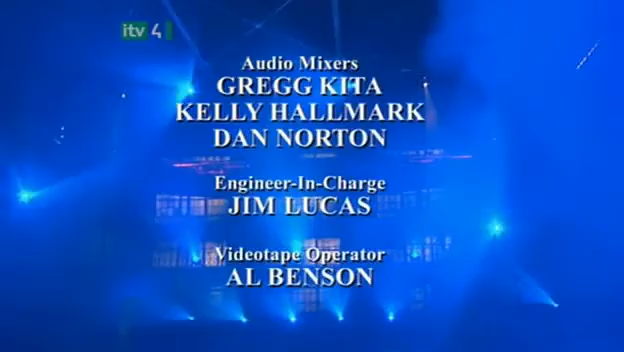 itv4
Audio Mixers
GREGG KITA
KELLY HALLMARK
DAN NORTON
Engineer-In-Charge
JIM LUCAS
Videotape Operator
AL BENSON